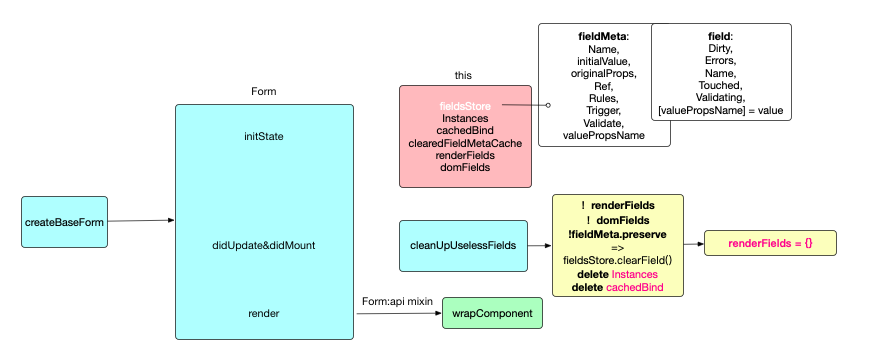 fieldMeta:
Name,
initialValue,
originalProps,
Ref,
Rules,
Trigger,
Validate,
valuePropsName
field:
Dirty,
Errors,
Name,
Touched,
Validating,
[valuePropsName] = value
this
fieldsStore
Instances
cachedBind
clearedFieldMetaCache
renderFields
domFields
Form
initState
didUpdate&didMount
render
createBaseForm
cleanUpUselessFields
! renderFields
! domFields
!fieldMeta.preserve
=>
fieldsStore.clearField()
delete Instances
delete cachedBind
renderFields = {}
Form:api mixin
wrapComponent